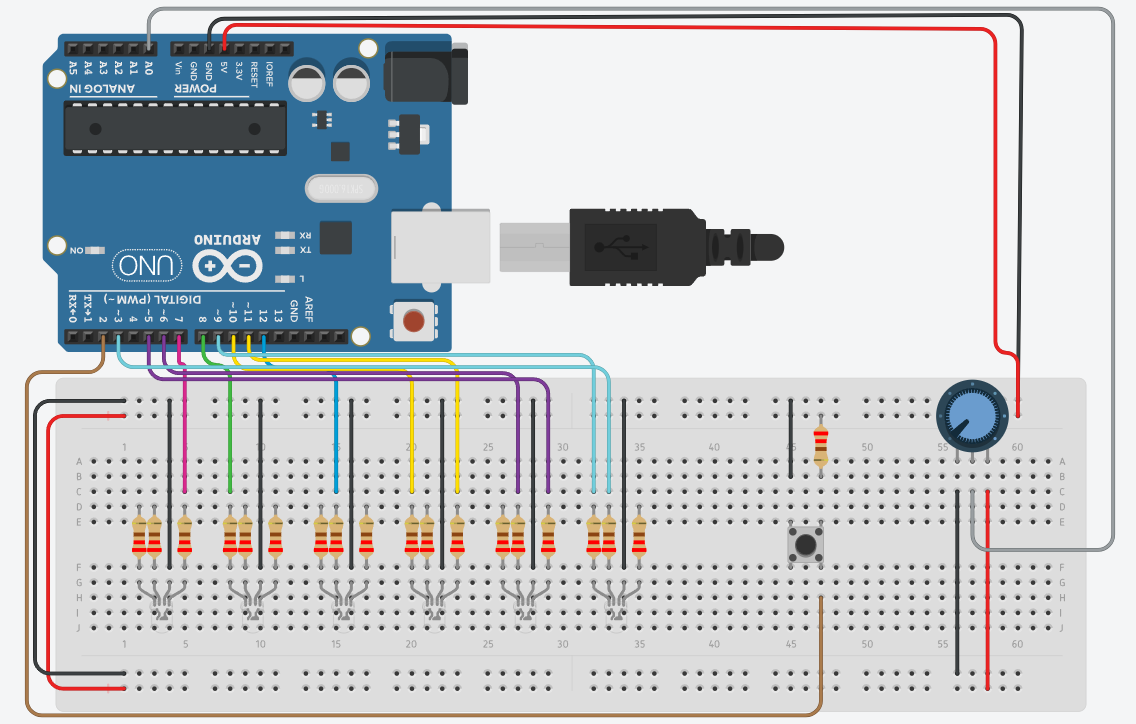 A5 A4 A3 A2 A1 A0 Vin GND GND 5V 3.3V RESET IOREF
ANALOG IN POWER
ARDUINO
RX
TX
ON
UNO
L
DIGITAL (PWM ~)
RX←0 TX→1 2 ~3 4 ~5 ~6 7 8 ~9 ~10 ~11 12 13 GND AREF
1 5 10 15 20 25 30 35 40 45 50 55 60
A A
B B
C C
D D
E E
F F
G G
H H
I I
J J
1 5 10 15 20 25 30 35 40 45 50 55 60